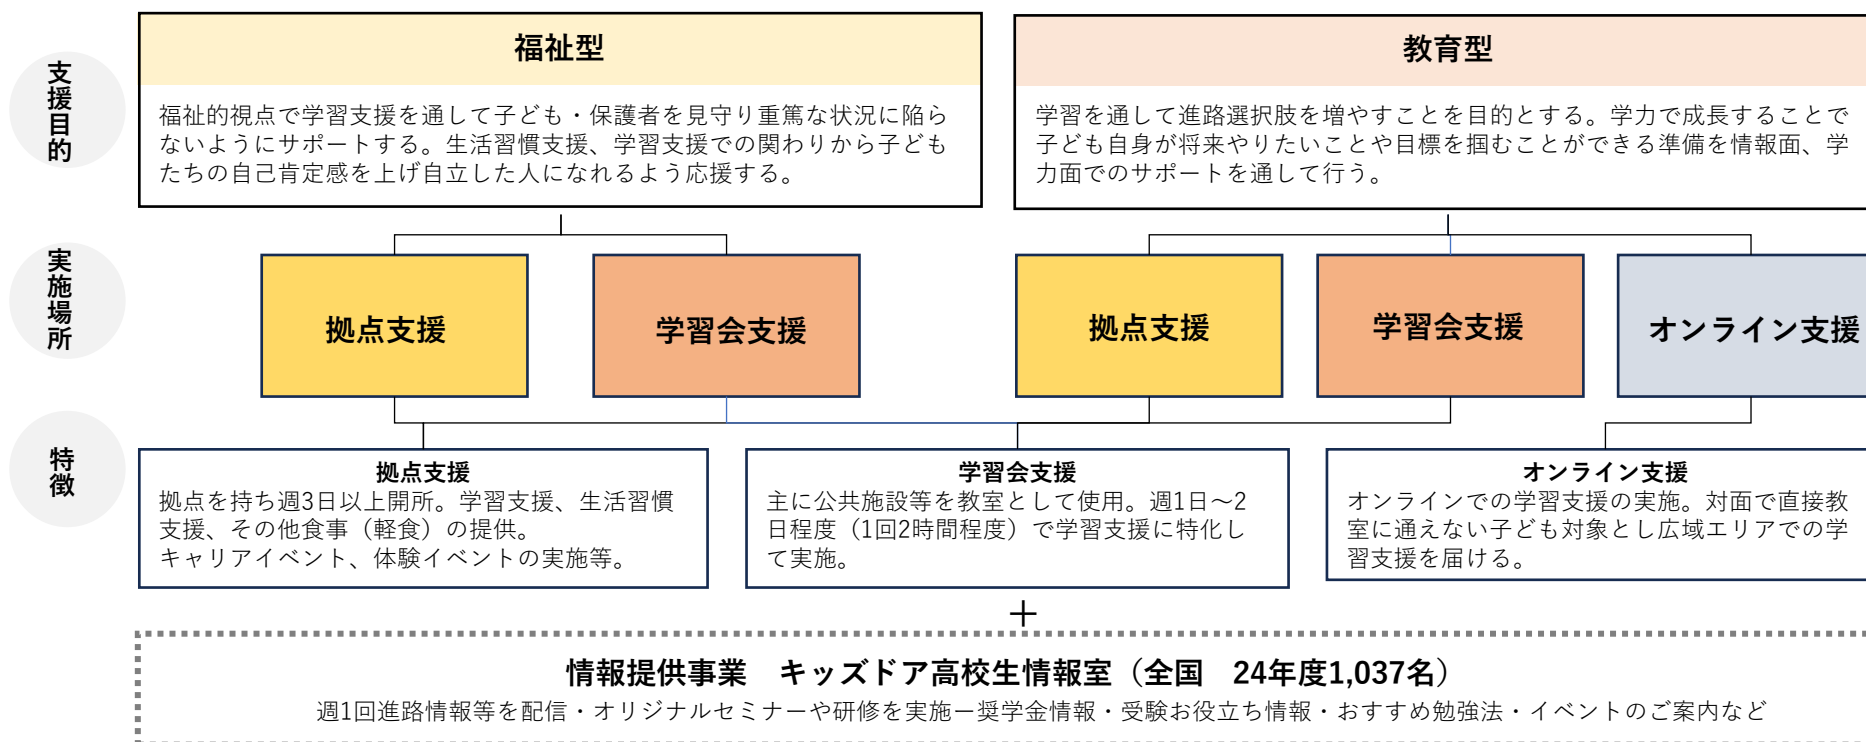 支援目的
福祉型
福祉的視点で学習支援を通して子ども・保護者を見守り重篤な状況に陥ら
ないようにサポートする。生活習慣支援、学習支援での関わりから子ども
たちの自己肯定感を上げ自立した人になれるよう応援する。
教育型
学習を通して進路選択肢を増やすことを目的とする。学力で成長することで
子ども自身が将来やりたいことや目標を掴むことができる準備を情報面、学
力面でのサポートを通して行う。
実施場所
拠点支援
学習会支援
拠点支援
学習会支援
オンライン支援
特徴
拠点支援
拠点を持ち週3日以上開所。学習支援、生活習慣
支援、その他食事（軽食）の提供。
キャリアイベント、体験イベントの実施等。
学習会支援
主に公共施設等を教室として使用。週1日～2
日程度（1回2時間程度）で学習支援に特化し
て実施。
オンライン支援
オンラインでの学習支援の実施。対面で直接教
室に通えない子ども対象とし広域エリアでの学
習支援を届ける。
＋
情報提供事業　キッズドア高校生情報室（全国　24年度1,037名）
週1回進路情報等を配信・オリジナルセミナーや研修を実施ー奨学金情報・受験お役立ち情報・おすすめ勉強法・イベントのご案内など